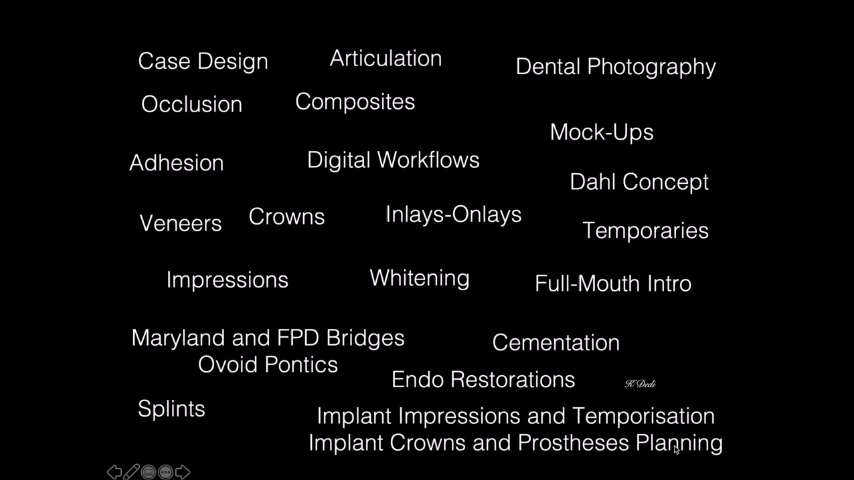 Case Design
Articulation
Dental Photography
Occlusion
Composites
Mock-Ups
Adhesion
Digital Workflows
Dahl Concept
Veneers
Crowns
Inlays-Onlays
Temporaries
Impressions
Whitening
Full-Mouth Intro
Maryland and FPD Bridges
Ovoid Pontics
Cementation
Endo Restorations
K Dedi
Splints
Implant Impressions and Temporisation
Implant Crowns and Prostheses Planning